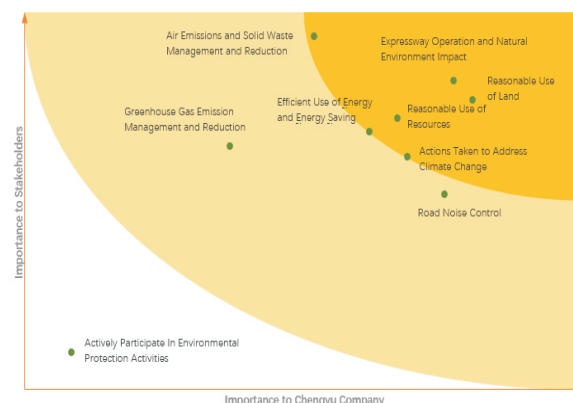 Air Emissions and Solid Waste
Management and Reduction
Expressway Operation and Natural
Environment Impact
Reasonable Use
of Land
Greenhouse Gas Emission
Management and Reduction
Efficient Use of Energy
and Energy Saving
Reasonable Use of
Resources
Actions Taken to Address
Climate Change
Road Noise Control
Actively Participate In Environmental
Protection Activities
Importance to Stakeholders
Importance to Chengyu Company